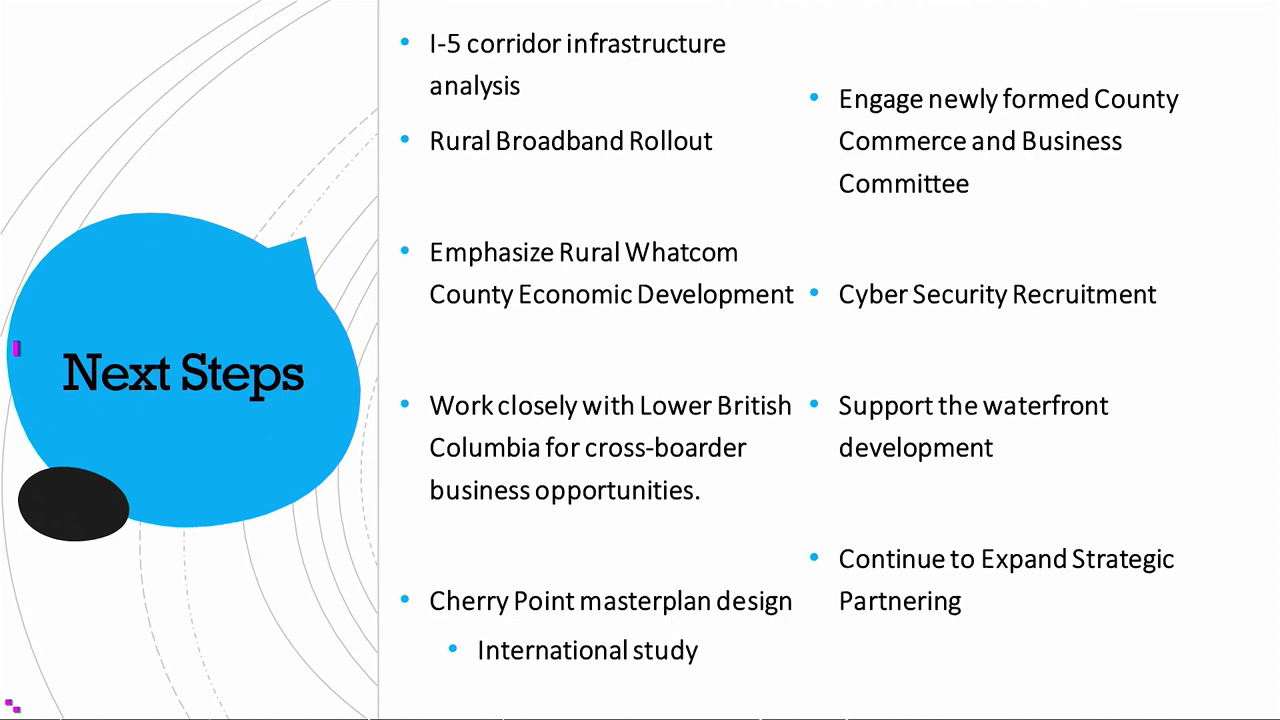 Next Steps
I-5 corridor infrastructure
analysis
Rural Broadband Rollout
Emphasize Rural Whatcom
County Economic Development
Work closely with Lower British
Columbia for cross-boarder
business opportunities.
Cherry Point masterplan design
International study
Engage newly formed County
Commerce and Business
Committee
Cyber Security Recruitment
Support the waterfront
development
Continue to Expand Strategic
Partnering